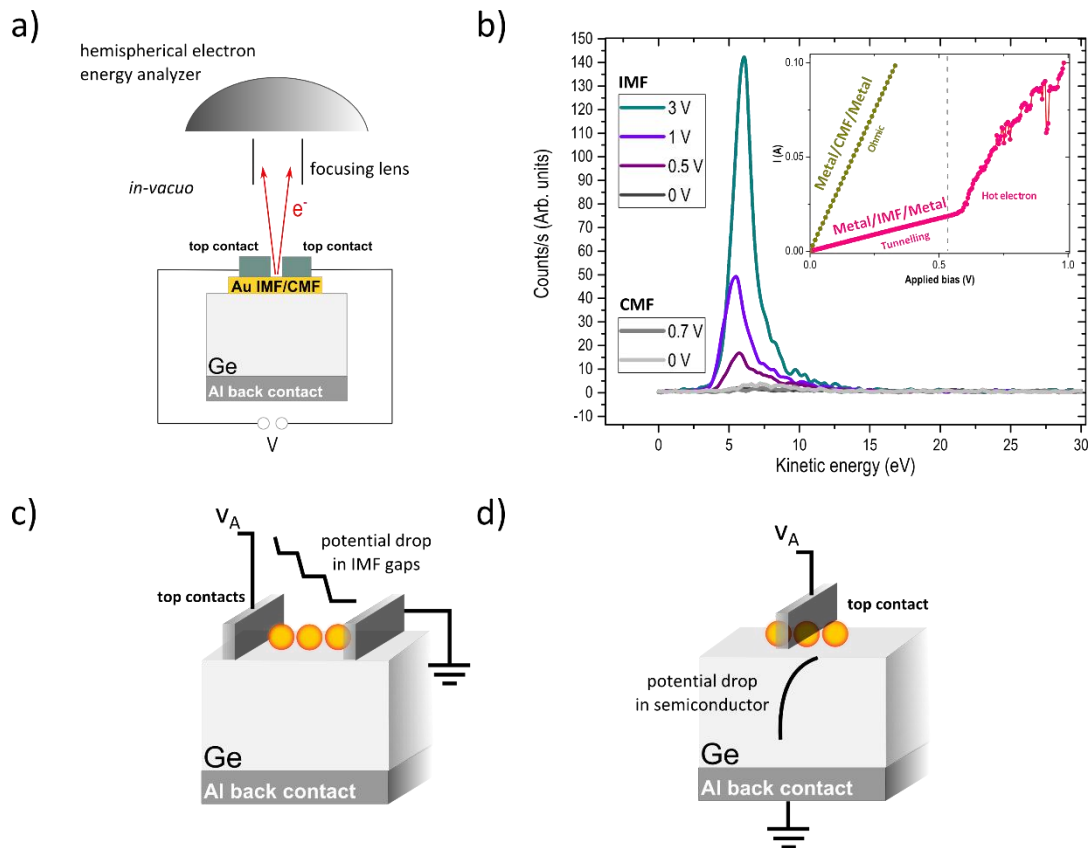 a)
hemispherical electron
energy analyzer
focusing lens
in-vacuo
e-
top contact
top contact
Au IMF/CMF
Ge
Al back contact
V
b)
150
140
130
120
110
100
90
80
70
60
50
40
30
20
10
0
-10
Counts/s (Arb. units)
IMF
3 V
1 V
0.5 V
0 V
CMF
0.7 V
0 V
0
5
10
15
20
25
30
Kinetic energy (eV)
0.10
0.05
0.00
I (A)
Metal/CMF/Metal
Ohmic
Metal/IMF/Metal
Tunnelling
Hot electron
0.0
0.5
1.0
Applied bias (V)
c)
VA
potential drop
in IMF gaps
top contacts
Ge
Al back contact
d)
VA
top contact
potential drop
in semiconductor
Ge
Al back contact